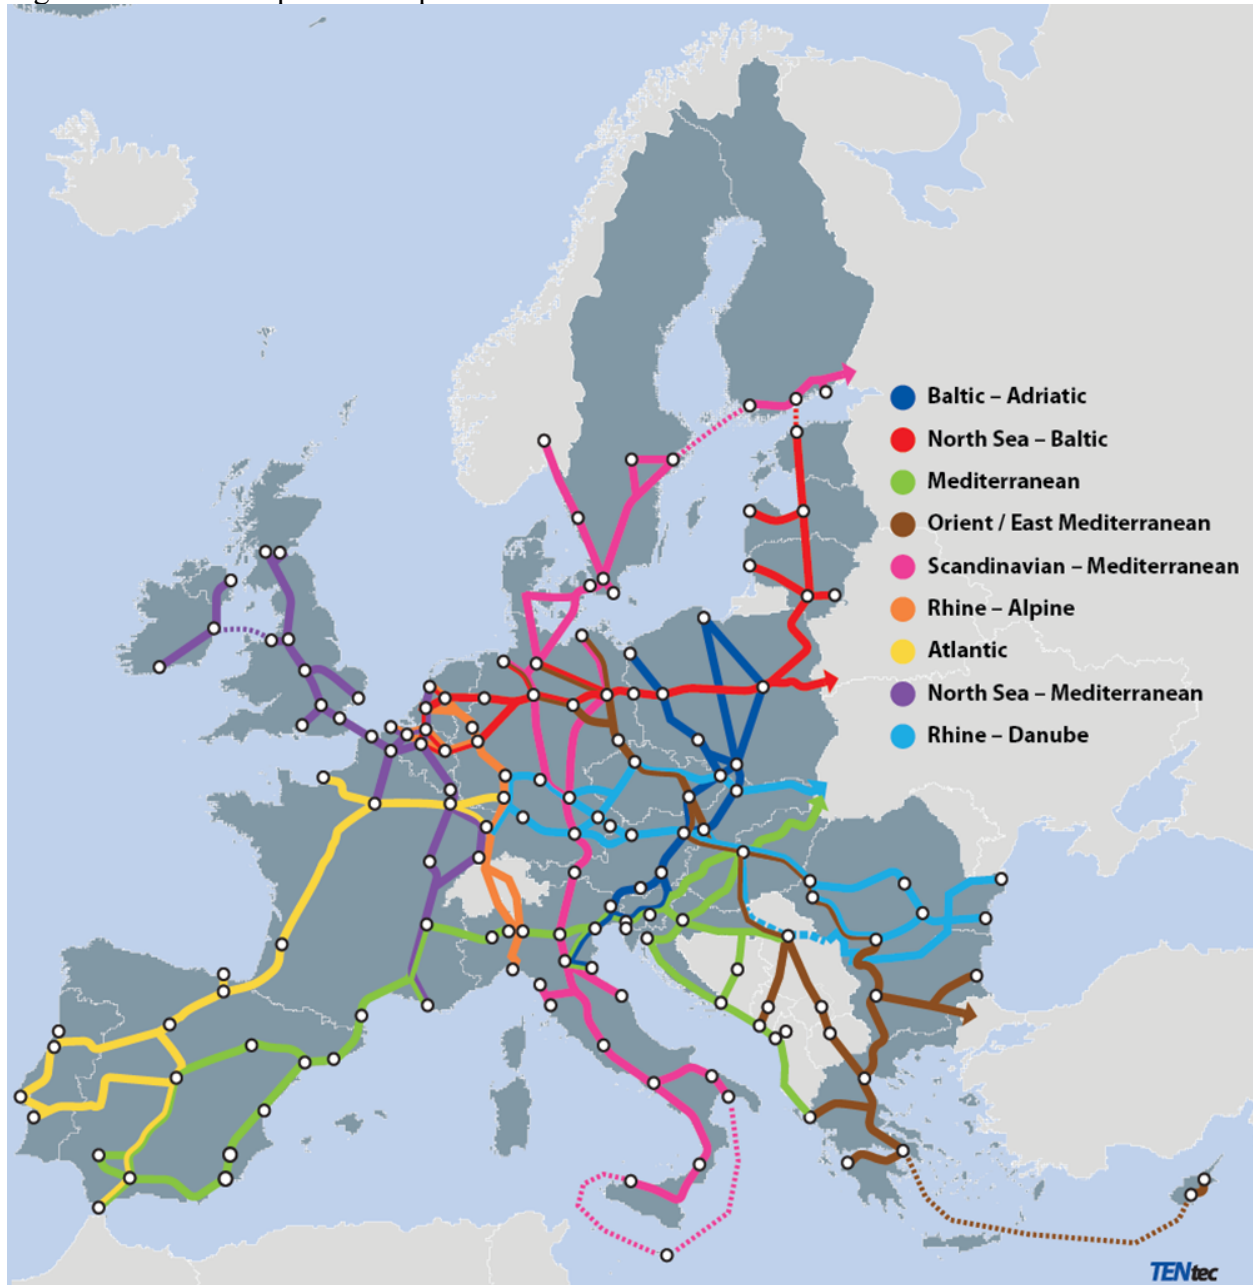 Baltic – Adriatic
North Sea – Baltic
Mediterranean
Orient / East Mediterranean
Scandinavian – Mediterranean
Rhine – Alpine
Atlantic
North Sea – Mediterranean
Rhine – Danube
TENtec